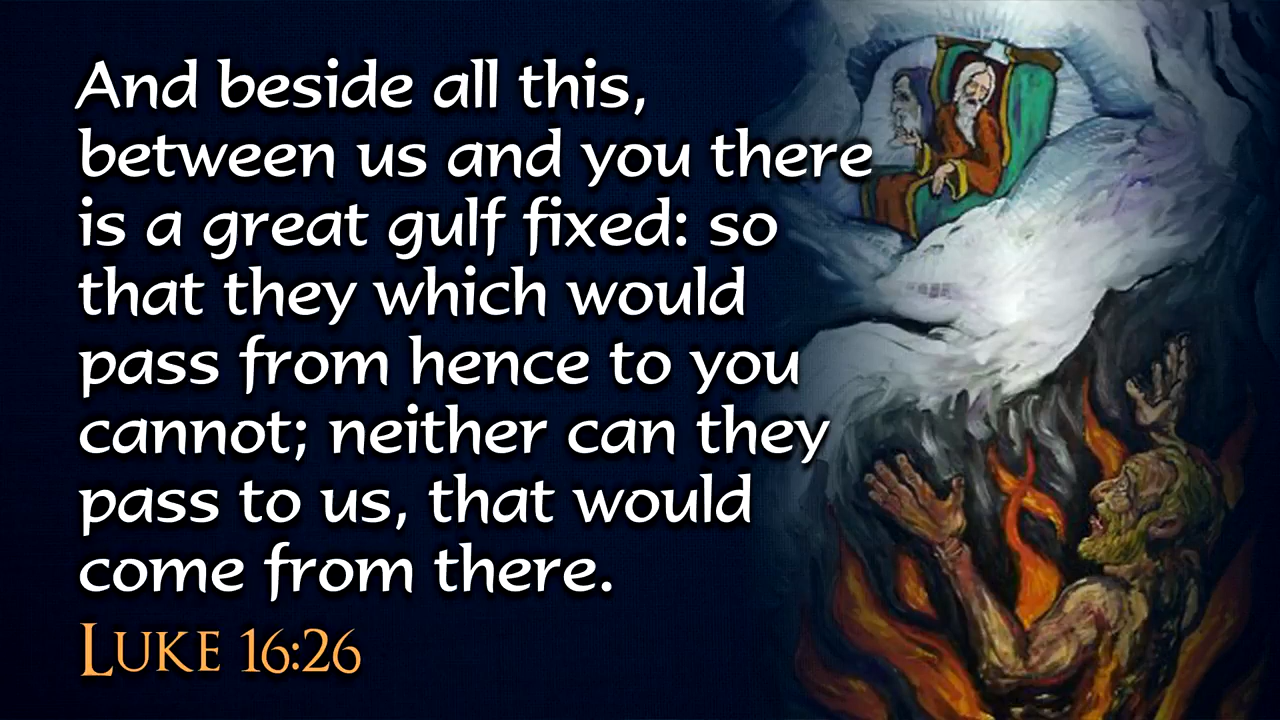 And beside all this,
between us and you there
is a great gulf fixed: so
that they which would
pass from hence to you
cannot; neither can they
pass to us, that would
come from there.
LUKE 16:26